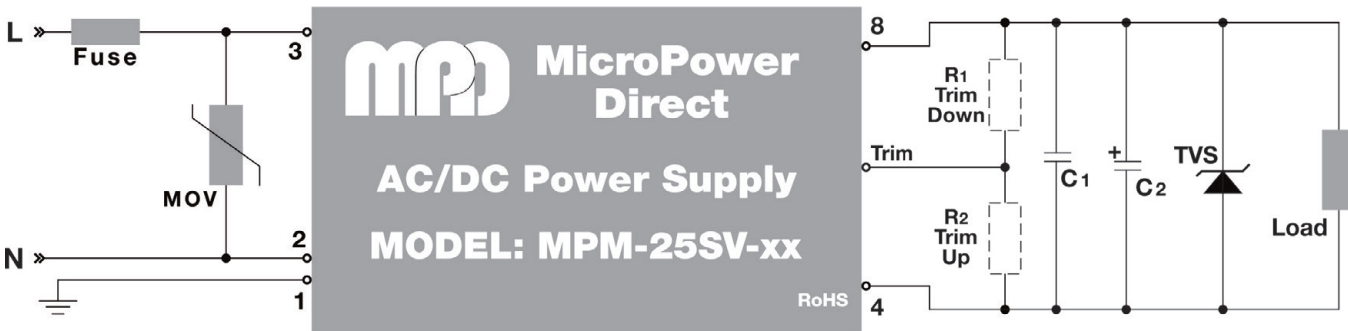 L
Fuse
MOV
N
3
2
1
MPD
MicroPower
Direct
AC/DC Power Supply
MODEL: MPM-25SV-xx
RoHS
8
Trim
4
R1
Trim
Down
R2
Trim
Up
C1
+
C2
TVS
Load